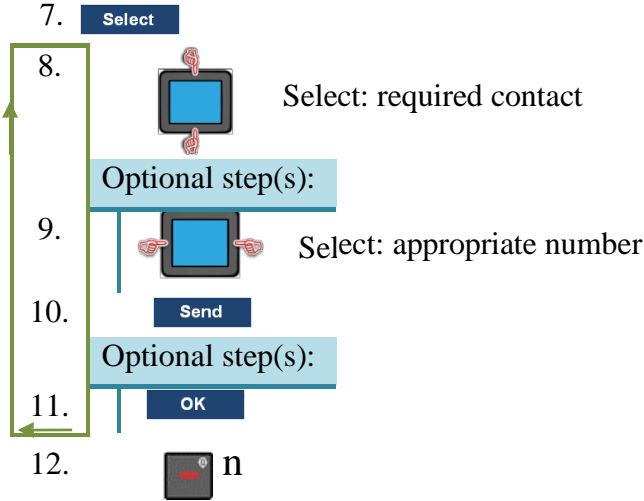 7. Select
8.
Select: required contact
Optional step(s):
9.
Select: appropriate number
10. Send
Optional step(s):
11. OK
12. n